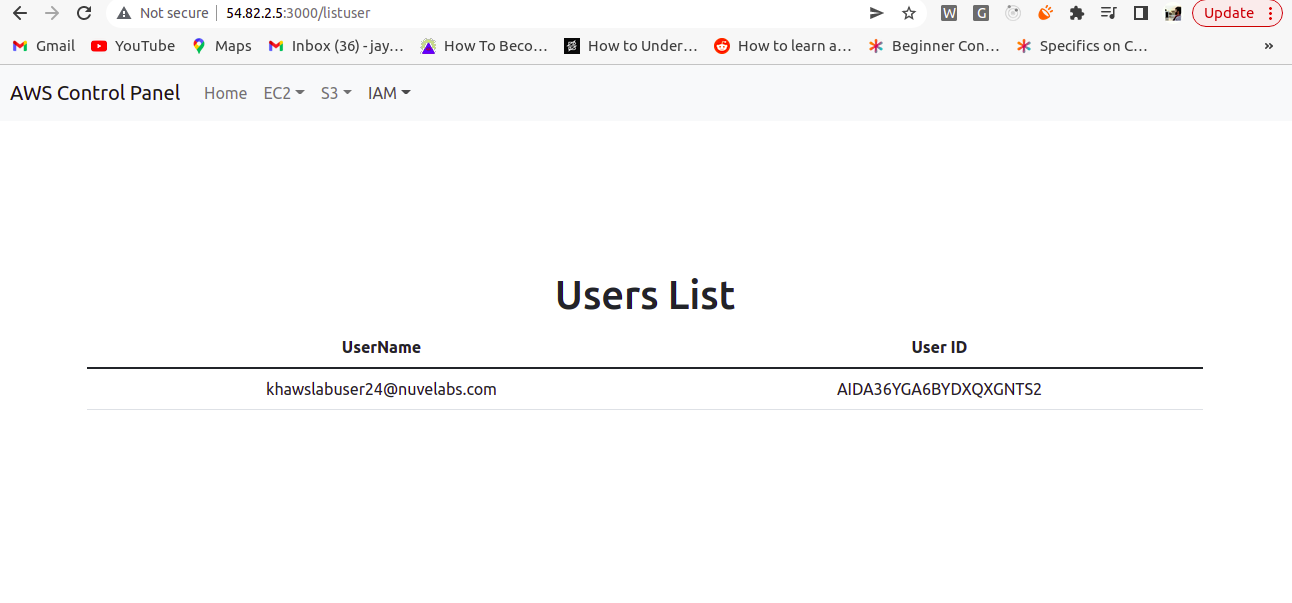 Not secure 54.82.2.5:3000/listuser W G Update
Gmail YouTube Maps Inbox (36) - jay... How To Beco... How to Under... How to learn a... Beginner Con... Specifics on C... »
AWS Control Panel Home EC2 S3 IAM
Users List
UserName User ID
khawslabuser24@nuvelabs.com AIDA36YGA6BYDXQXGNTS2